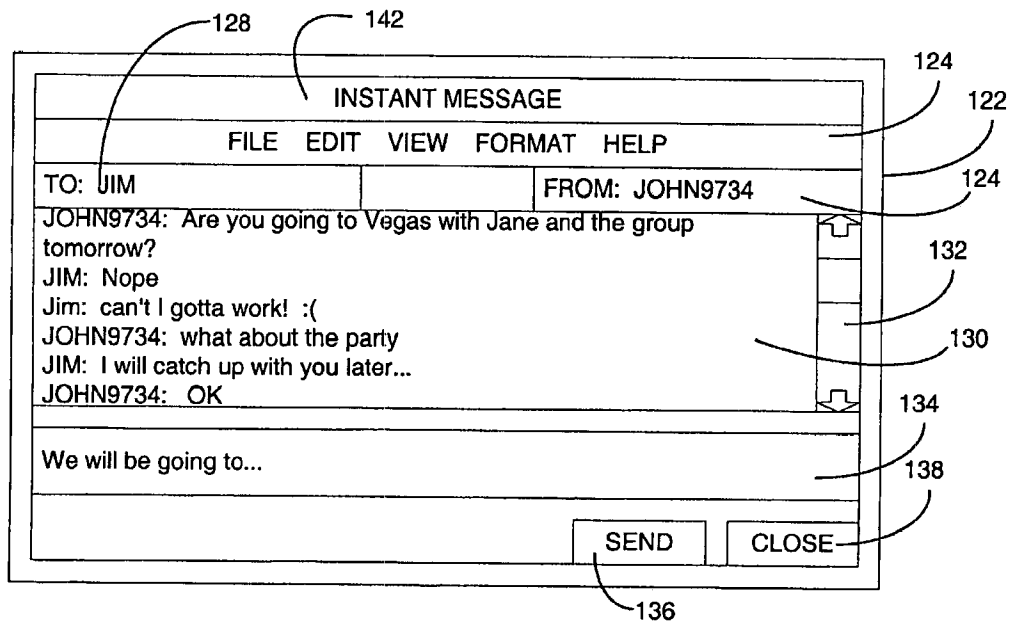 128
142
124
122
INSTANT MESSAGE
FILE EDIT VIEW FORMAT HELP
TO: JIM
FROM: JOHN9734
124
JOHN9734: Are you going to Vegas with Jane and the group
tomorrow?
132
JIM: Nope
Jim: can't I gotta work! :(
JOHN9734: what about the party
130
JIM: I will catch up with you later...
JOHN9734: OK
134
We will be going to...
138
SEND
CLOSE
136